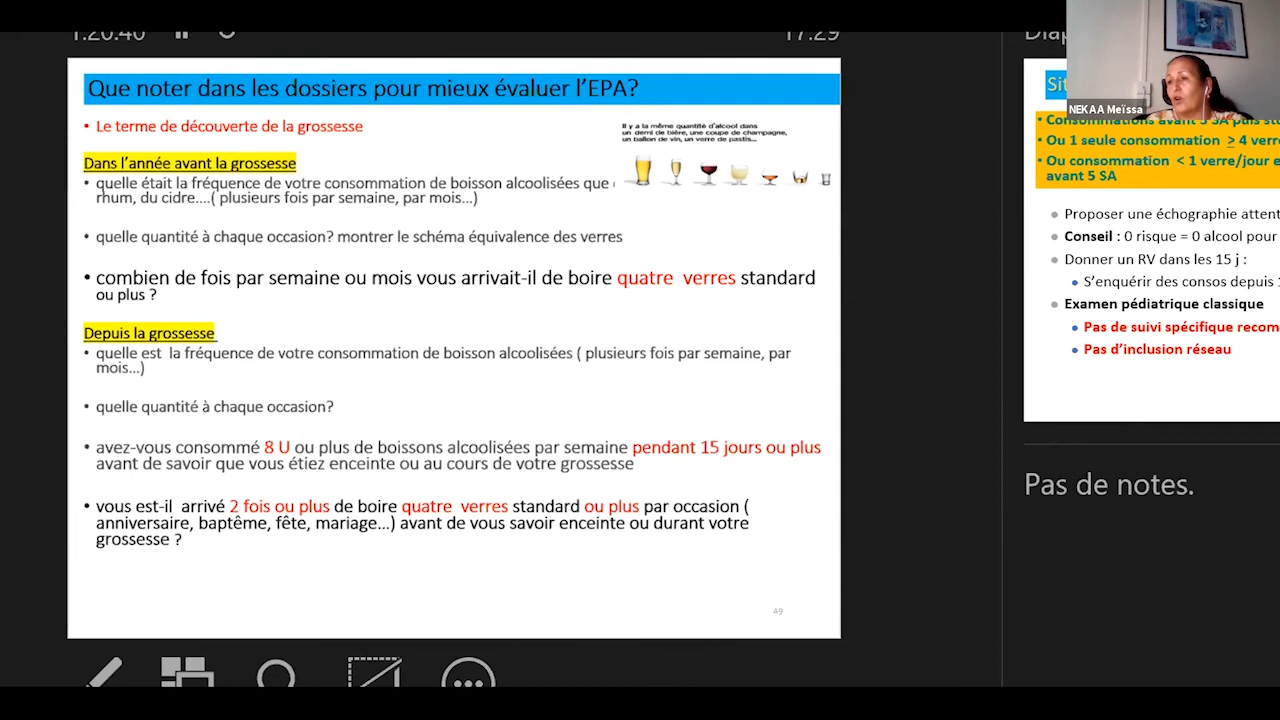 1:20:40
17:29
Que noter dans les dossiers pour mieux évaluer l'EPA?
• Le terme de découverte de la grossesse
Il y a la même quantité d'alcool dans
un demi de bière, une coupe de champagne,
un ballon de vin, un verre de pastis...
Dans l'année avant la grossesse
• quelle était la fréquence de votre consommation de boisson alcoolisées que
rhum, du cidre....( plusieurs fois par semaine, par mois...)
• quelle quantité à chaque occasion? montrer le schéma équivalence des verres
• combien de fois par semaine ou mois vous arrivait-il de boire quatre verres standard
ou plus ?
Depuis la grossesse
• quelle est la fréquence de votre consommation de boisson alcoolisées ( plusieurs fois par semaine, par
mois...)
• quelle quantité à chaque occasion?
• avez-vous consommé 8 U ou plus de boissons alcoolisées par semaine pendant 15 jours ou plus
avant de savoir que vous étiez enceinte ou au cours de votre grossesse
• vous est-il arrivé 2 fois ou plus de boire quatre verres standard ou plus par occasion (
anniversaire, baptême, fête, mariage...) avant de vous savoir enceinte ou durant votre
grossesse ?
49
NEKAA Meïssa
• Consommations avant 5 SA puis
• Ou 1 seule consommation ≥ 4
• Ou consommation < 1 verre/jour
avant 5 SA
• Proposer une échographie
• Conseil : 0 risque = 0 alcool pour
• Donner un RV dans les 15 j :
• S'enquérir des consos depuis
• Examen pédiatrique classique
• Pas de suivi spécifique
• Pas d'inclusion réseau
Pas de notes.